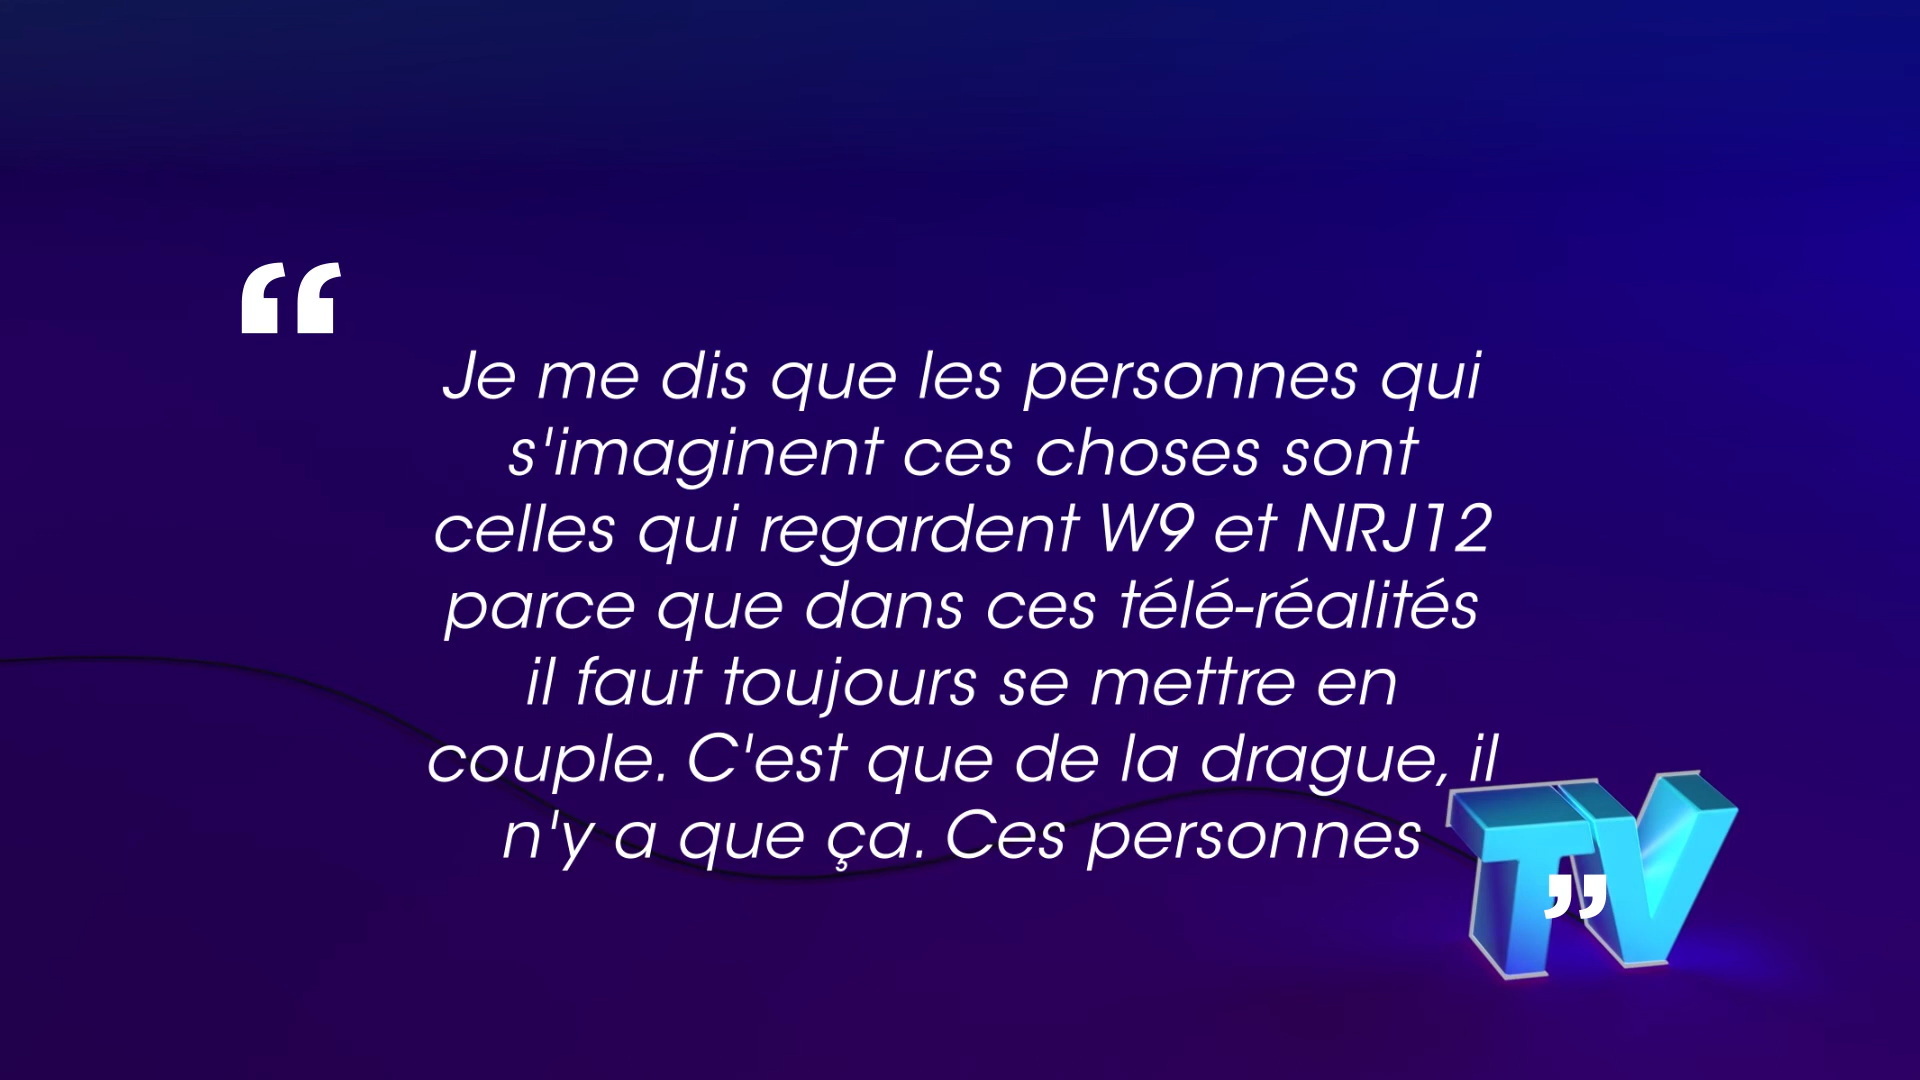 “
Je me dis que les personnes qui
s'imaginent ces choses sont
celles qui regardent W9 et NRJ12
parce que dans ces télé-réalités
il faut toujours se mettre en
couple. C'est que de la drague, il
n'y a que ça. Ces personnes
”
TV